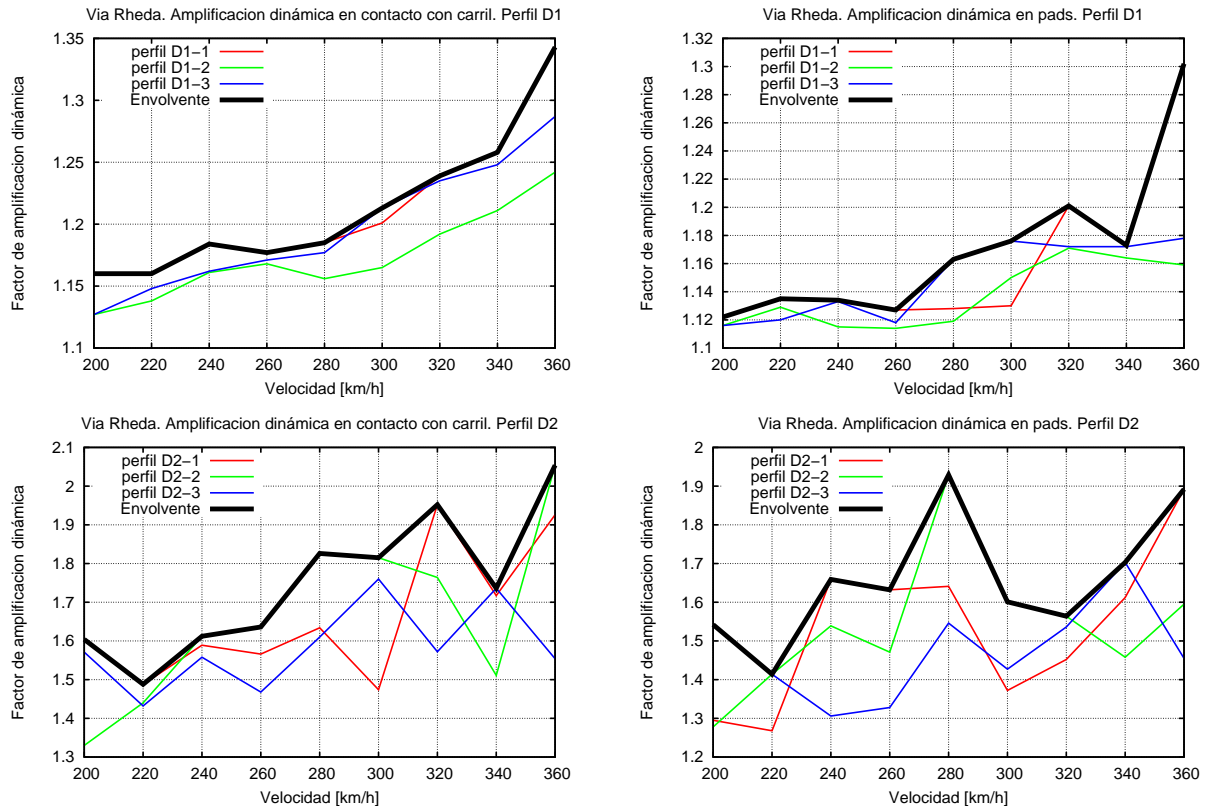 Via Rheda. Amplificacion dinámica en contacto con carril. Perfil D1
1.35
1.3
1.25
1.2
1.15
1.1
Factor de amplificacion dinámica
perfil D1−1
perfil D1−2
perfil D1−3
Envolvente
200 220 240 260 280 300 320 340 360
Velocidad [km/h]
Via Rheda. Amplificacion dinámica en pads. Perfil D1
1.32
1.3
1.28
1.26
1.24
1.22
1.2
1.18
1.16
1.14
1.12
1.1
Factor de amplificacion dinámica
perfil D1−1
perfil D1−2
perfil D1−3
Envolvente
200 220 240 260 280 300 320 340 360
Velocidad [km/h]
Via Rheda. Amplificacion dinámica en contacto con carril. Perfil D2
2.1
2
1.9
1.8
1.7
1.6
1.5
1.4
1.3
Factor de amplificacion dinámica
perfil D2−1
perfil D2−2
perfil D2−3
Envolvente
200 220 240 260 280 300 320 340 360
Velocidad [km/h]
Via Rheda. Amplificacion dinámica en pads. Perfil D2
2
1.9
1.8
1.7
1.6
1.5
1.4
1.3
1.2
Factor de amplificacion dinámica
perfil D2−1
perfil D2−2
perfil D2−3
Envolvente
200 220 240 260 280 300 320 340 360
Velocidad [km/h]